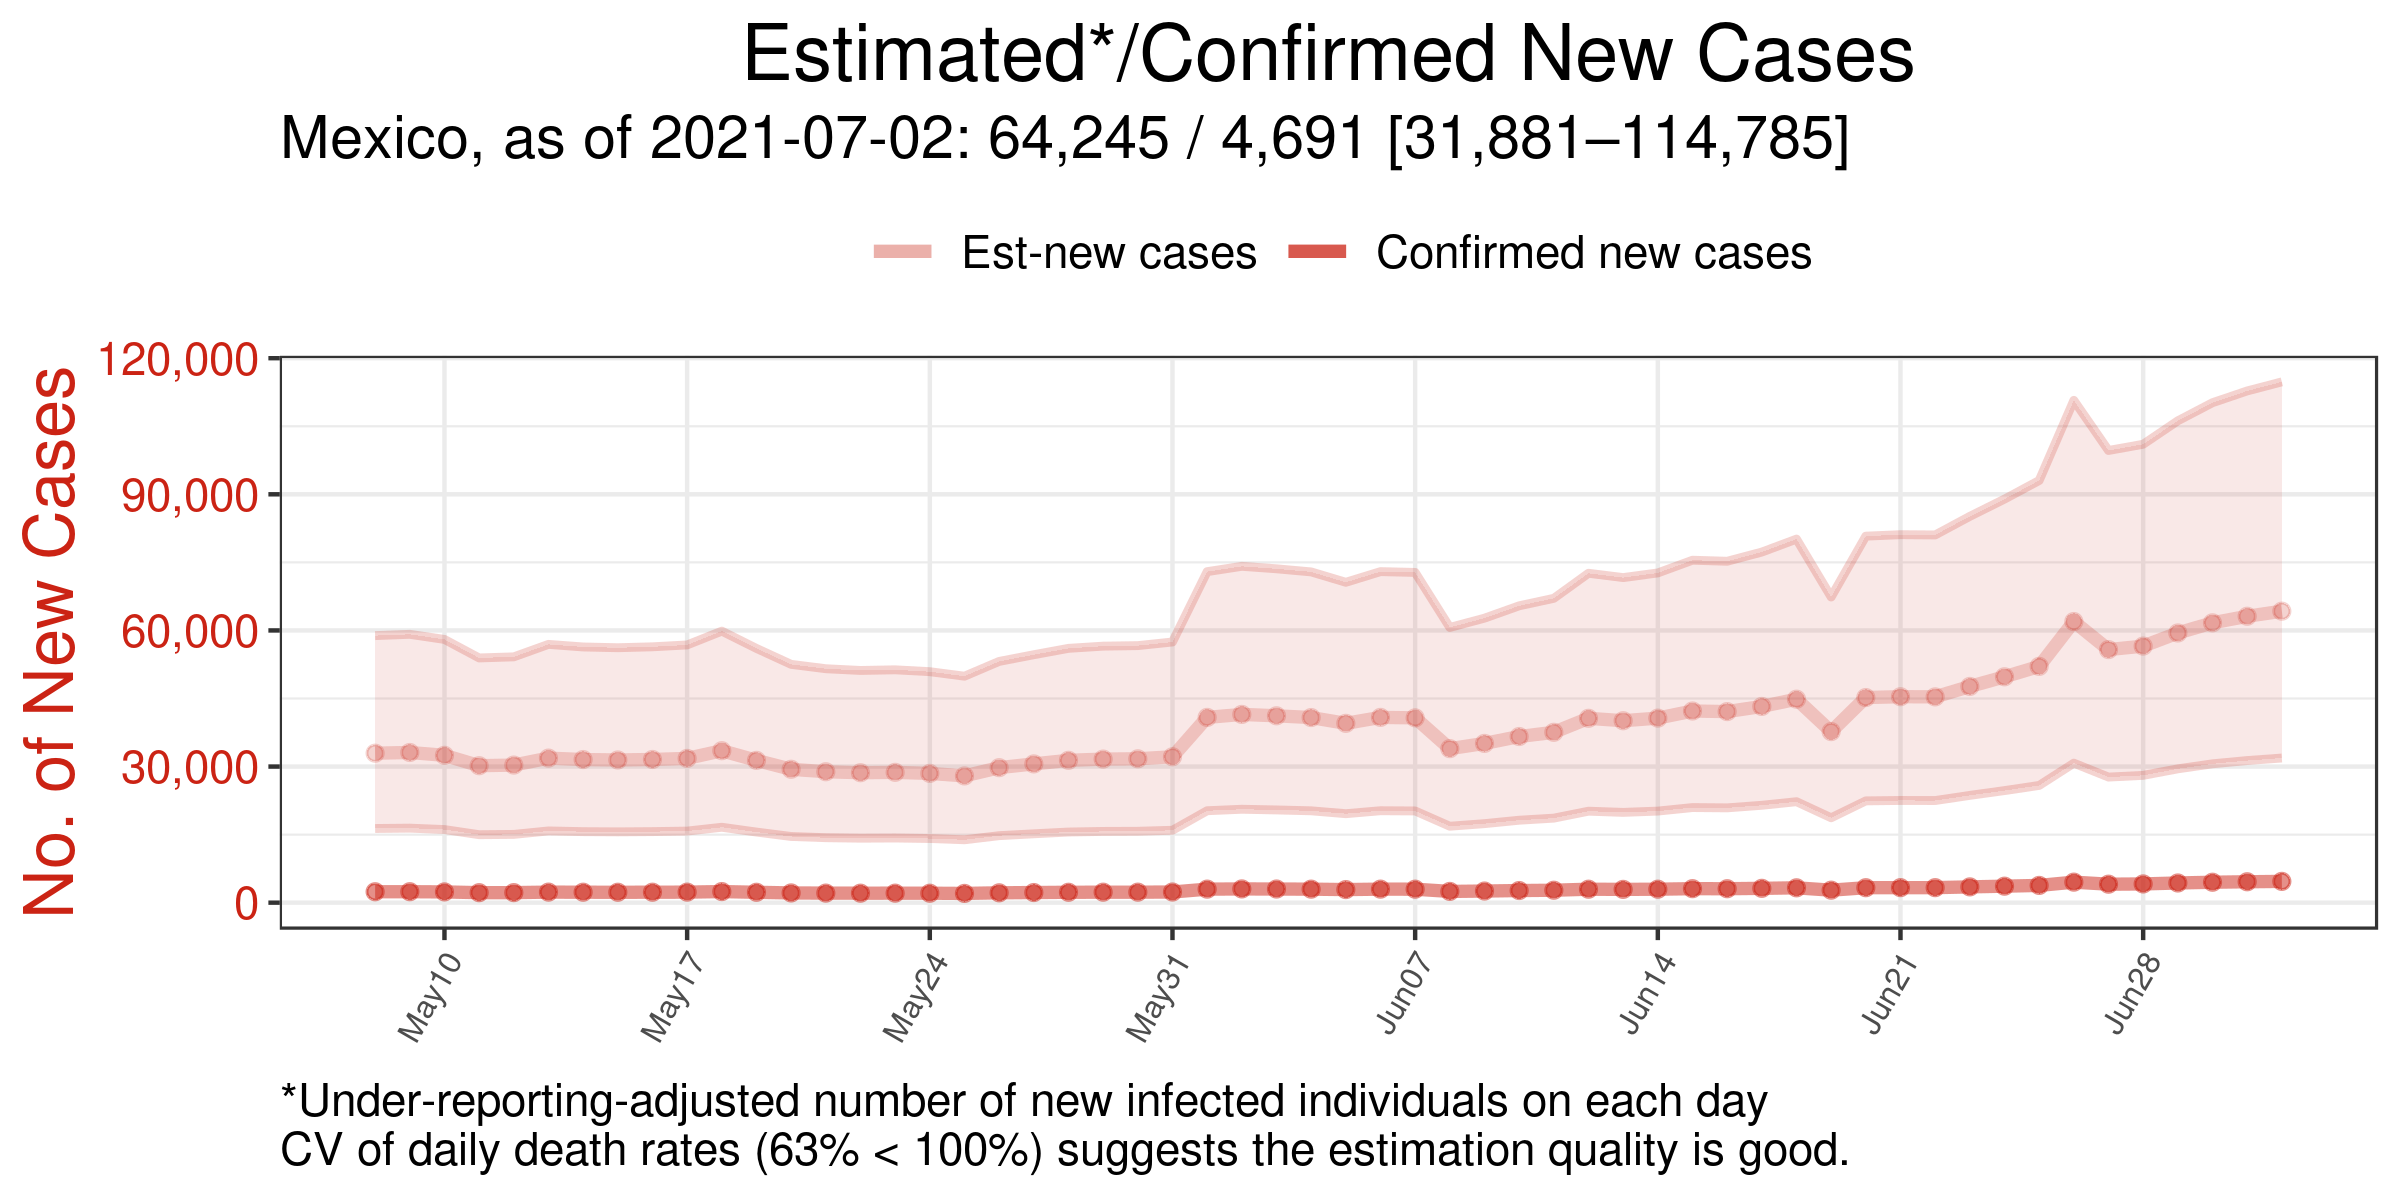 Estimated*/Confirmed New Cases
Mexico, as of 2021-07-02: 64,245 / 4,691 [31,881–114,785]
Est-new cases Confirmed new cases
No. of New Cases
120,000
90,000
60,000
30,000
0
May10 May17 May24 May31 Jun07 Jun14 Jun21 Jun28
*Under-reporting-adjusted number of new infected individuals on each day
CV of daily death rates (63% < 100%) suggests the estimation quality is good.